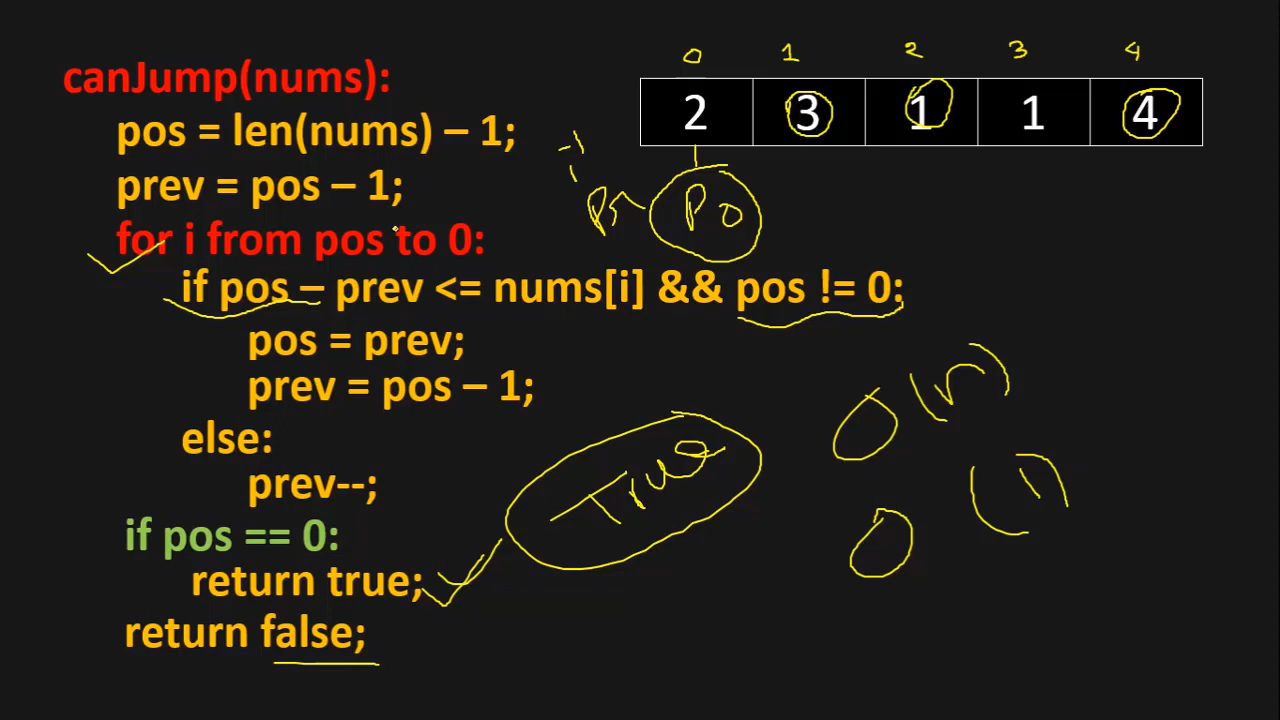 canJump(nums):
pos = len(nums) – 1;
prev = pos – 1;
for i from pos to 0:
if pos – prev <= nums[i] && pos != 0:
pos = prev;
prev = pos – 1;
else:
prev--;
if pos == 0:
return true;
return false;
0 1 2 3 4
2 3 1 1 4
-1
Pr
Po
True
O(n)
O(1)